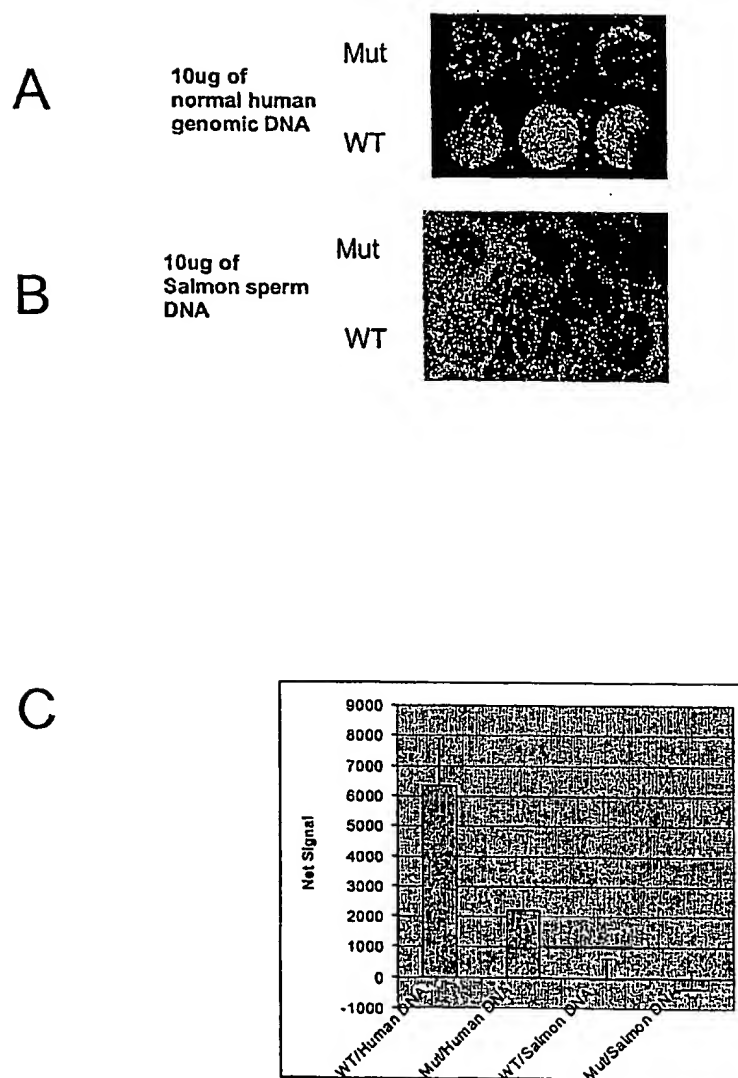 A
10ug of
normal human
genomic DNA
Mut
WT
B
10ug of
Salmon sperm
DNA
Mut
WT
C
Net Signal
9000
8000
7000
6000
5000
4000
3000
2000
1000
0
-1000
WT/Human DNA
Mut/Human DNA
WT/Salmon DNA
Mut/Salmon DNA